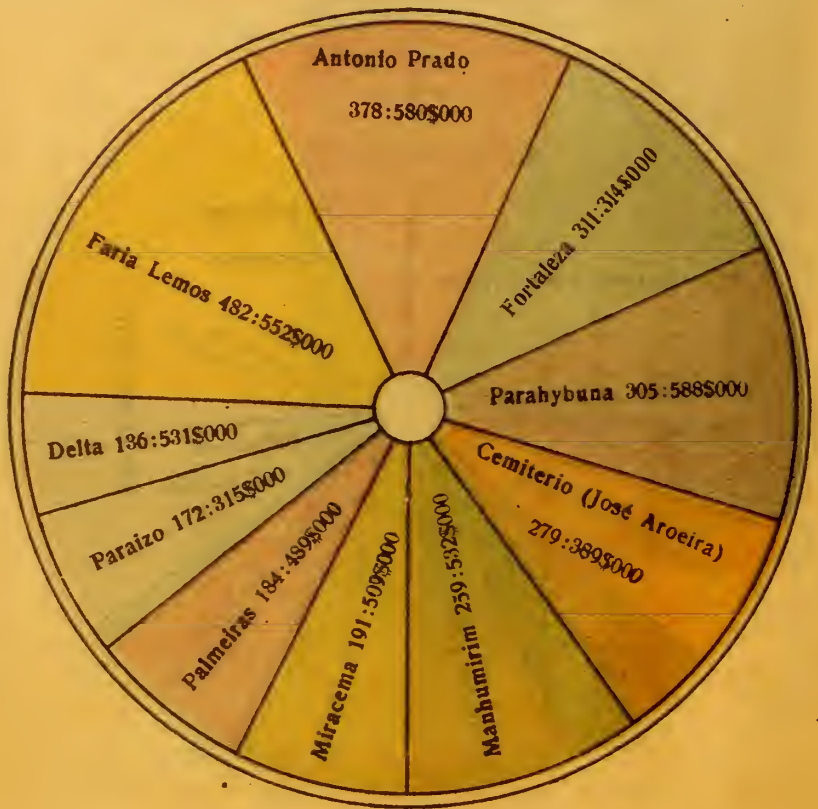 Antonio Prado
378:580$000
Fortaleza 311:314$000
Parahybuna 305:588$000
Cemiterio (José Aroeira)
279:389$000
Manhumirim 259:532$000
Miracema 191:509$000
Palmeiras 184:489$000
Paraizo 172:315$000
Delta 136:531$000
Faria Lemos 482:552$000